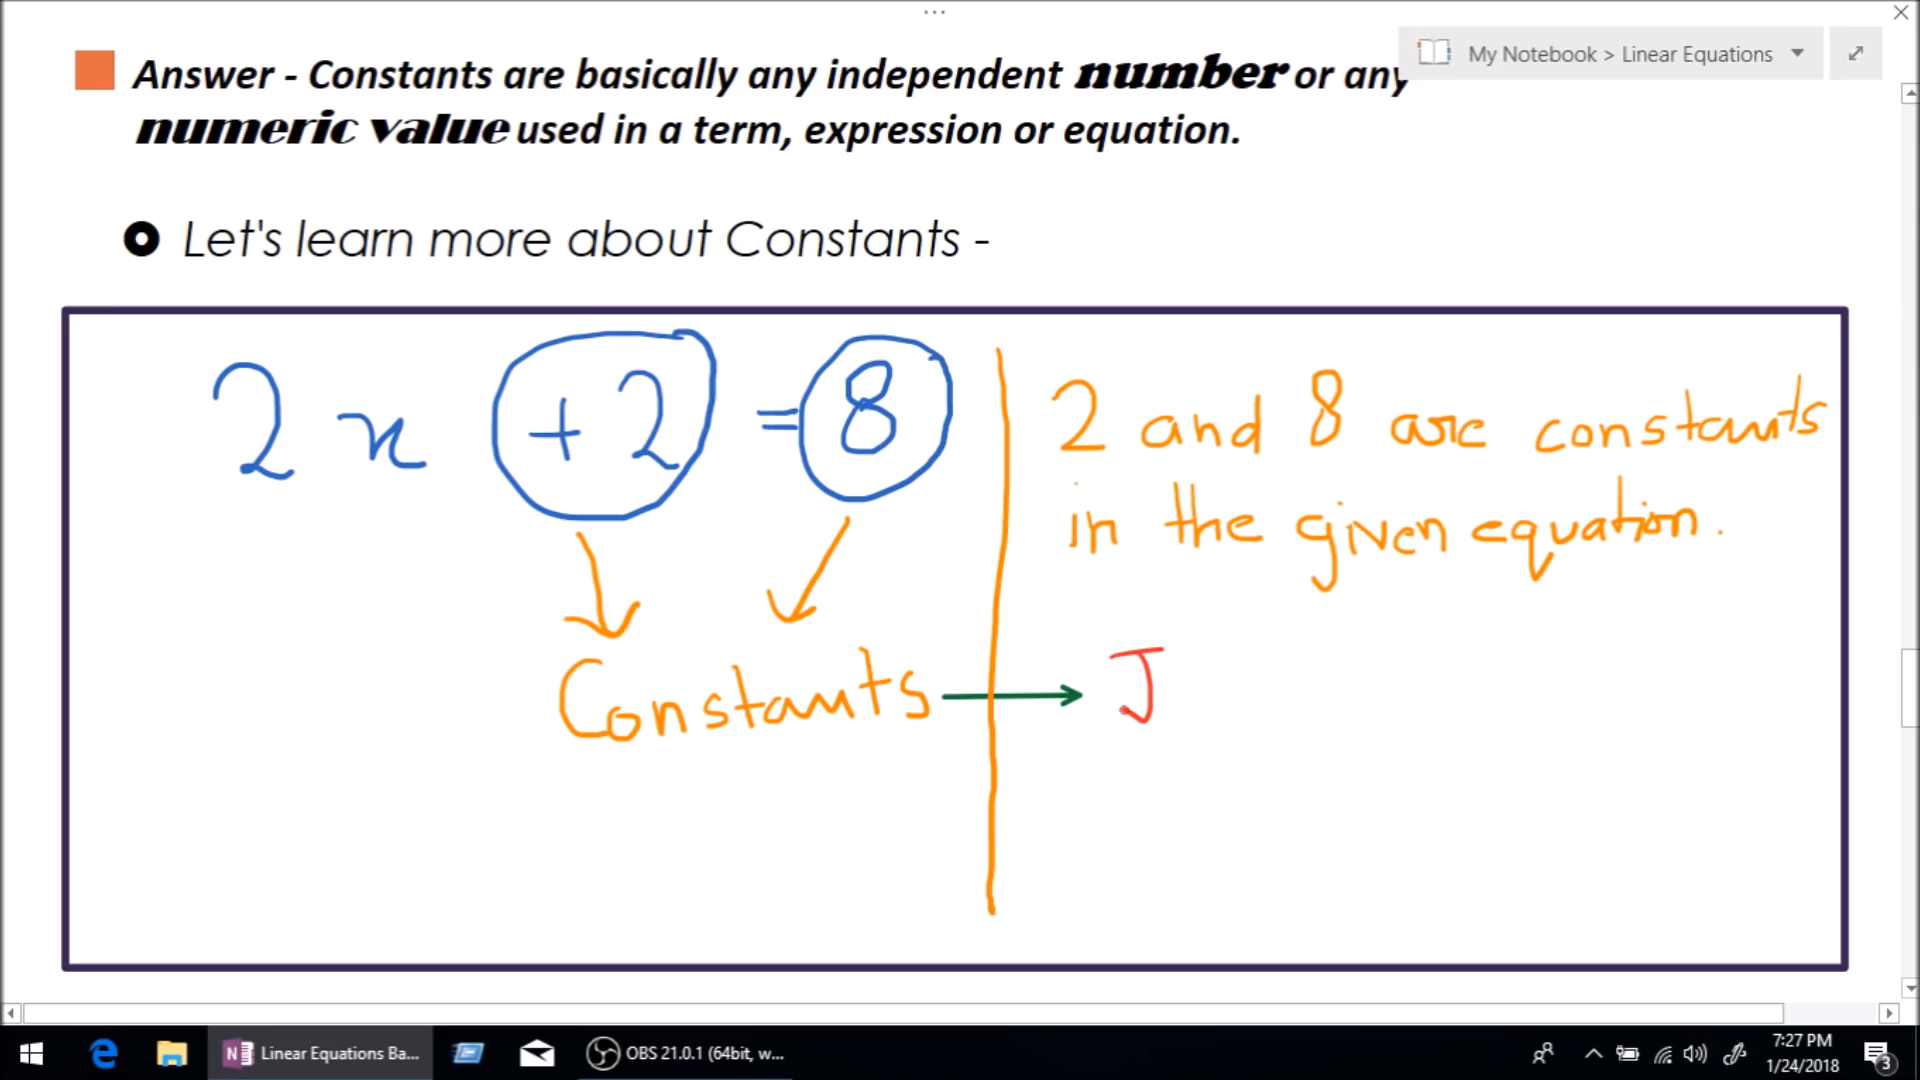 ...
My Notebook > Linear Equations
Answer - Constants are basically any independent number or any
numeric value used in a term, expression or equation.
Let's learn more about Constants -
2x +2 = 8
2 and 8 are constants
in the given equation.
Constants → J
Linear Equations Ba...
OBS 21.0.1 (64bit, w...
7:27 PM
1/24/2018
3